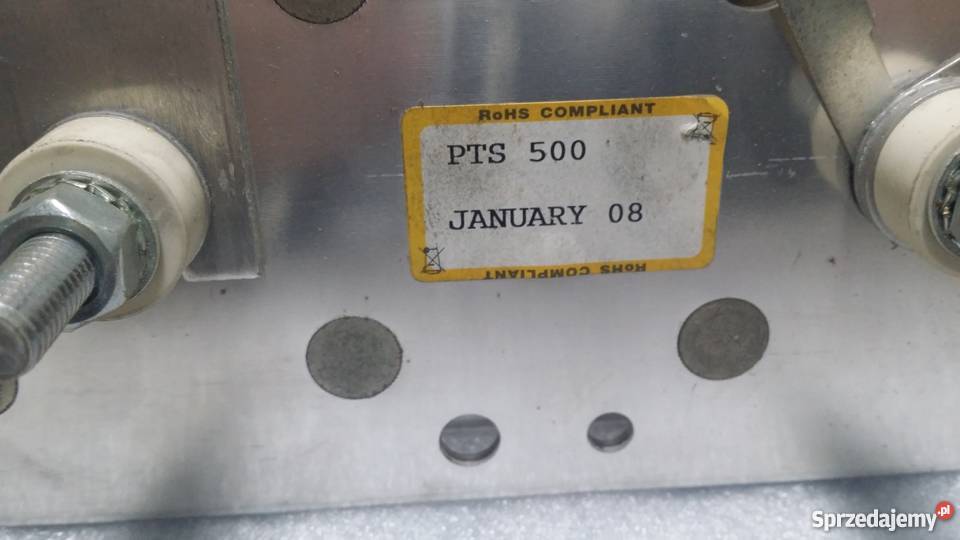 RoHS COMPLIANT
PTS 500
JANUARY 08
RoHS COMPLIANT
Sprzedajemy.pl